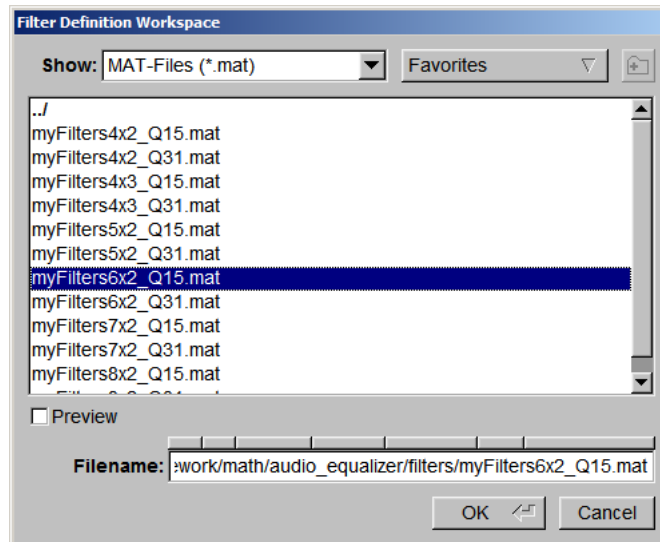 Filter Definition Workspace
Show: MAT-Files (*.mat) Favorites
../
myFilters4x2_Q15.mat
myFilters4x2_Q31.mat
myFilters4x3_Q15.mat
myFilters4x3_Q31.mat
myFilters5x2_Q15.mat
myFilters5x2_Q31.mat
myFilters6x2_Q15.mat
myFilters6x2_Q31.mat
myFilters7x2_Q15.mat
myFilters7x2_Q31.mat
myFilters8x2_Q15.mat
Preview
Filename: :work/math/audio_equalizer/filters/myFilters6x2_Q15.mat
OK Cancel